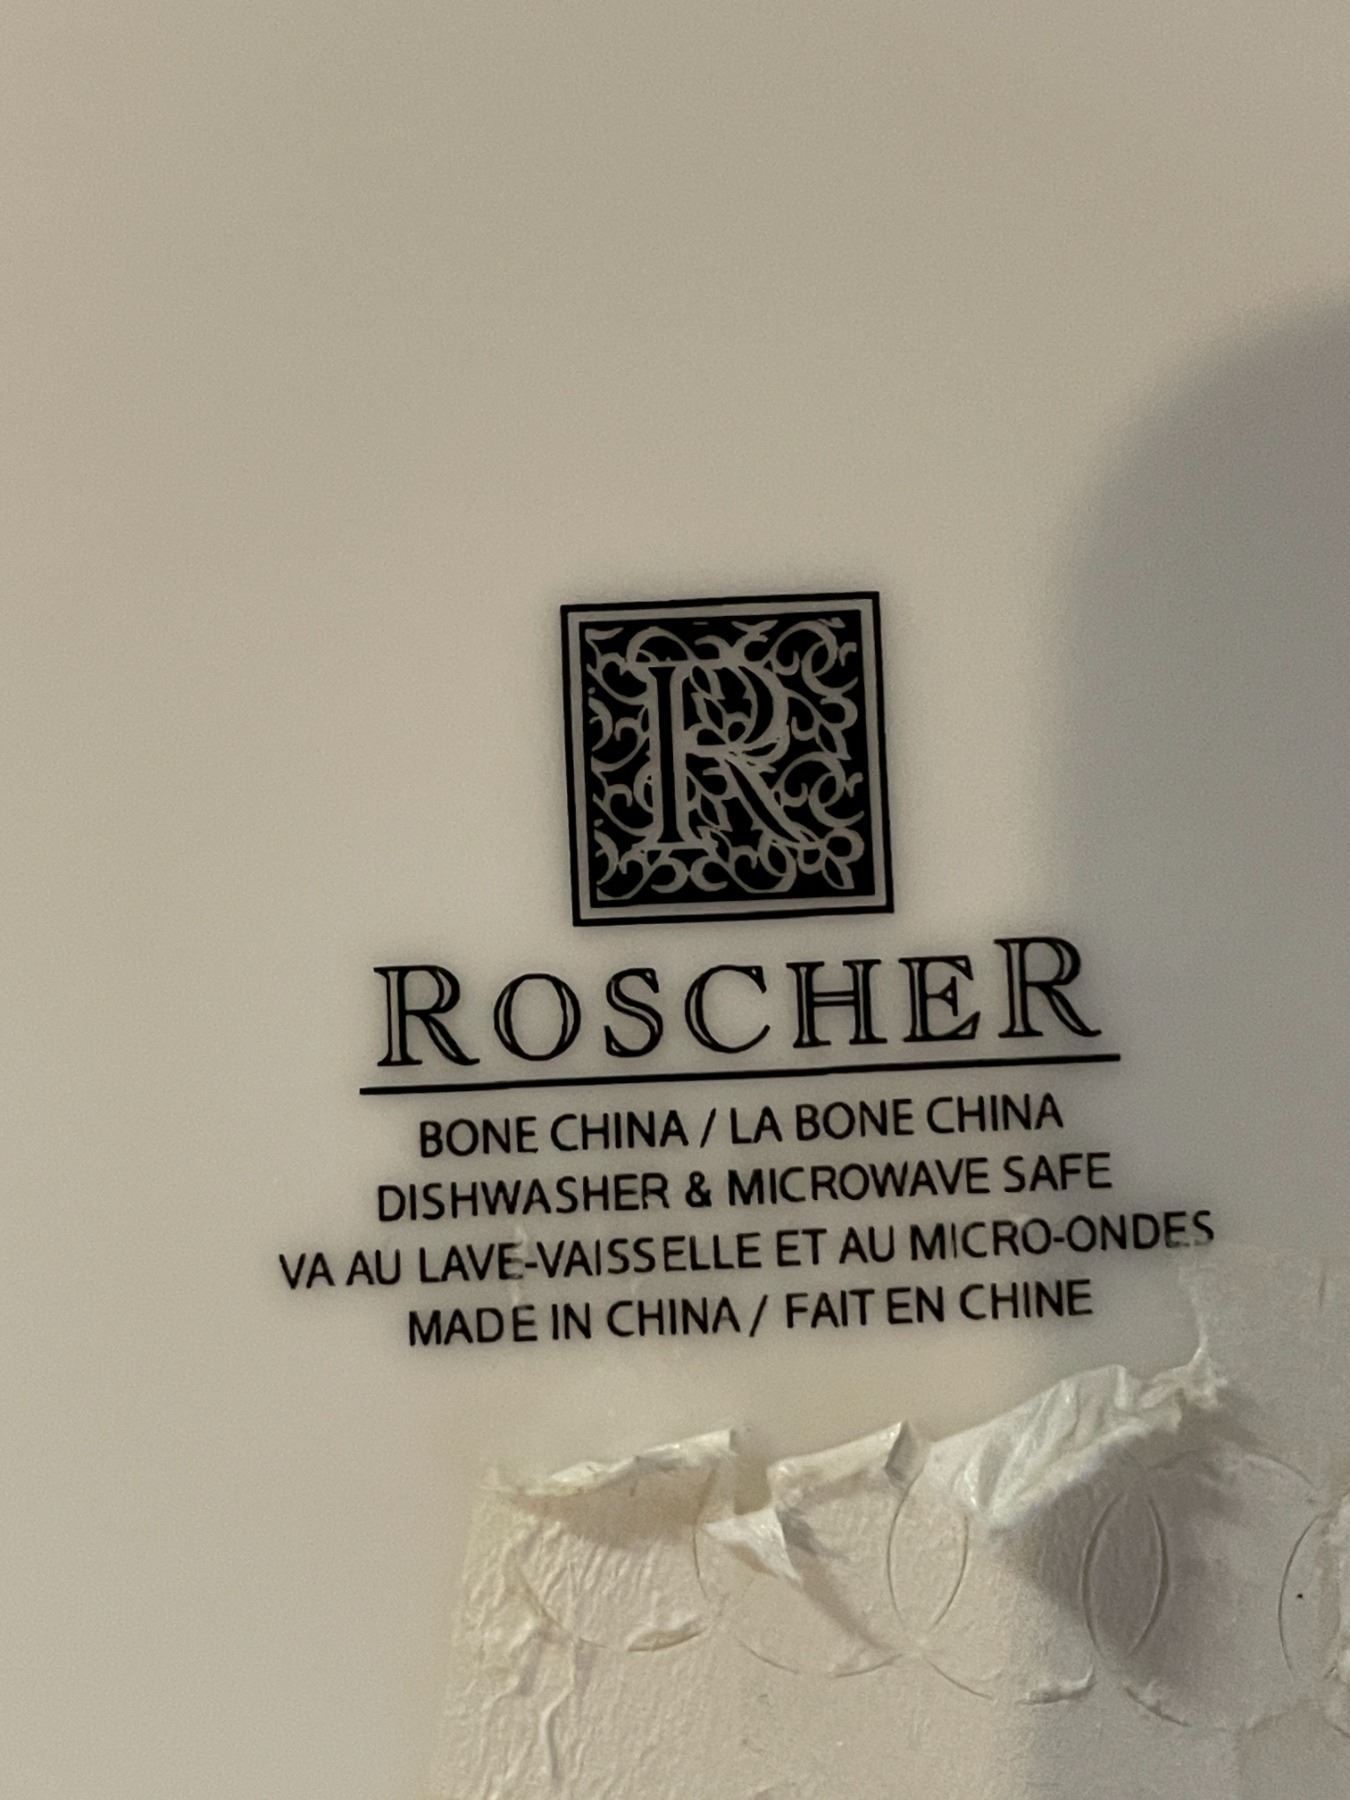 R
ROSCHER
BONE CHINA / LA BONE CHINA
DISHWASHER & MICROWAVE SAFE
VA AU LAVE-VAISSELLE ET AU MICRO-ONDES
MADE IN CHINA / FAIT EN CHINE